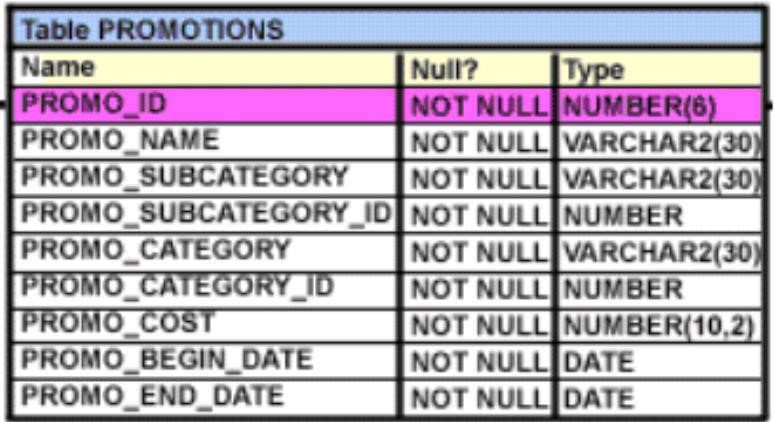 Table PROMOTIONS
Name Null? Type
PROMO_ID NOT NULL NUMBER(6)
PROMO_NAME NOT NULL VARCHAR2(30)
PROMO_SUBCATEGORY NOT NULL VARCHAR2(30)
PROMO_SUBCATEGORY_ID NOT NULL NUMBER
PROMO_CATEGORY NOT NULL VARCHAR2(30)
PROMO_CATEGORY_ID NOT NULL NUMBER
PROMO_COST NOT NULL NUMBER(10,2)
PROMO_BEGIN_DATE NOT NULL DATE
PROMO_END_DATE NOT NULL DATE